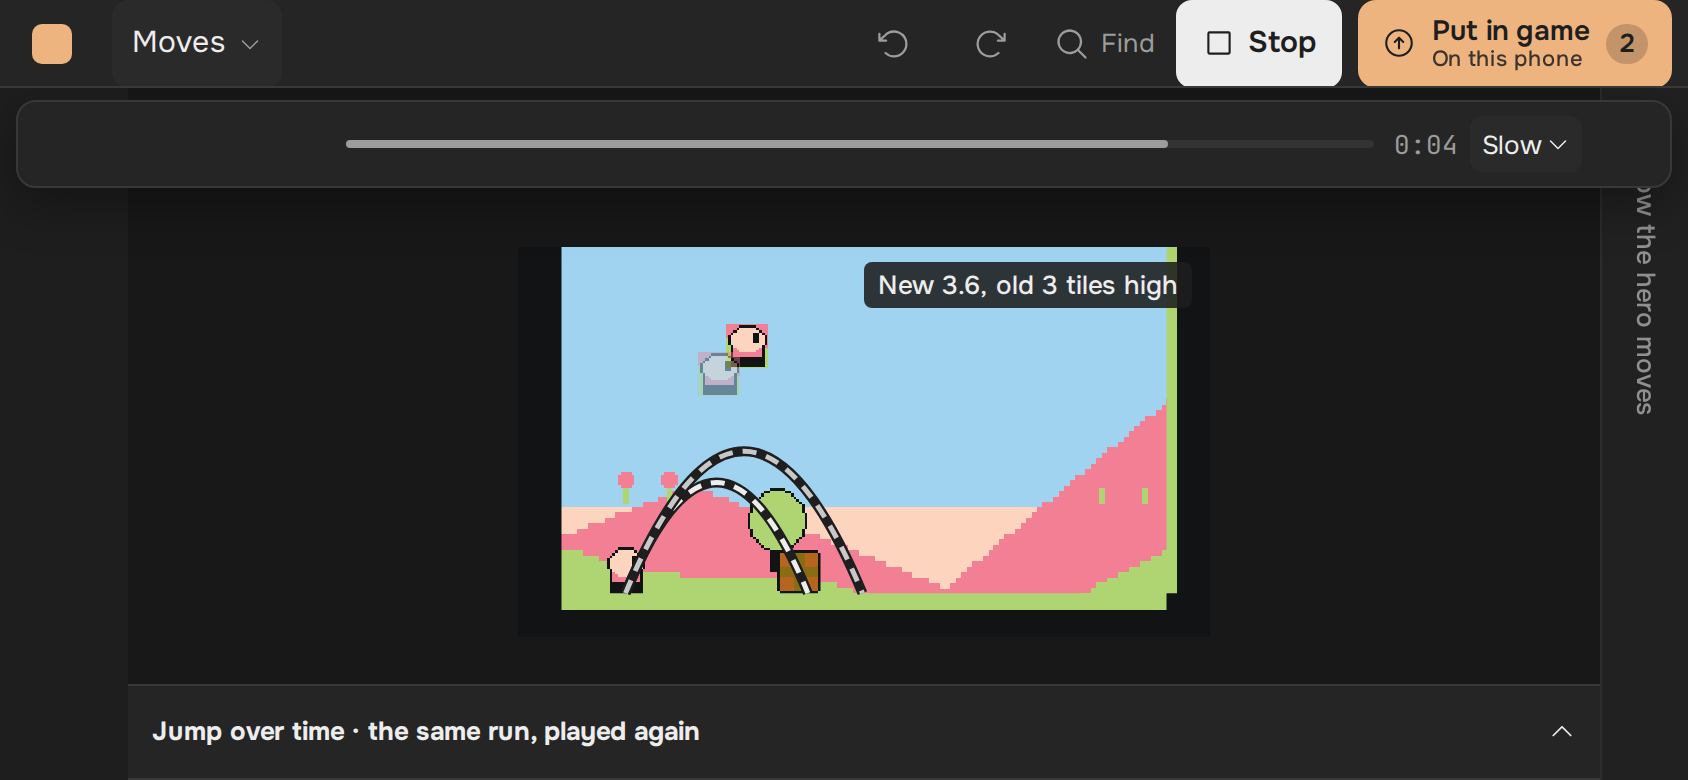 Moves
Find
Stop
Put in game
On this phone
2
0:04
Slow
the hero moves
New 3.6, old 3 tiles high
Jump over time · the same run, played again